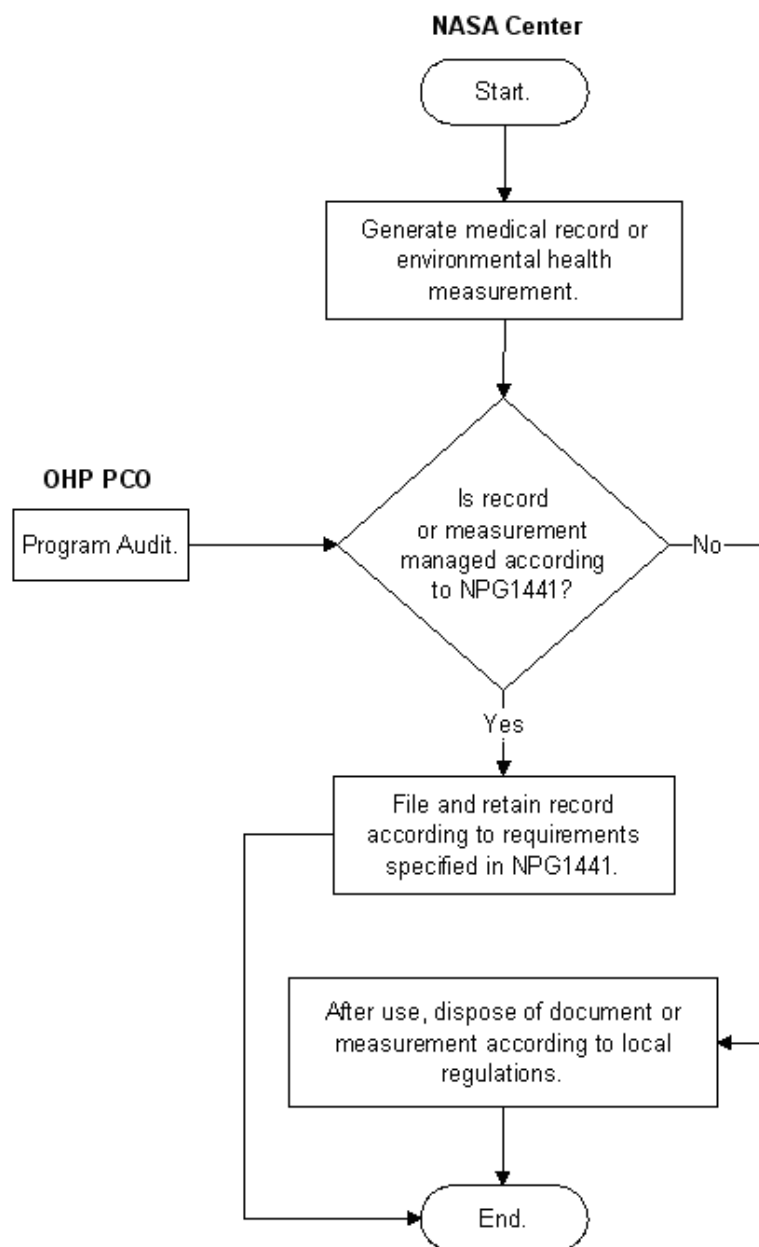 NASA Center
Start.
Generate medical record or
environmental health
measurement.
OHP PCO
Program Audit.
Is record
or measurement
managed according
to NPG1441?
No
Yes
File and retain record
according to requirements
specified in NPG1441.
After use, dispose of document or
measurement according to local
regulations.
End.